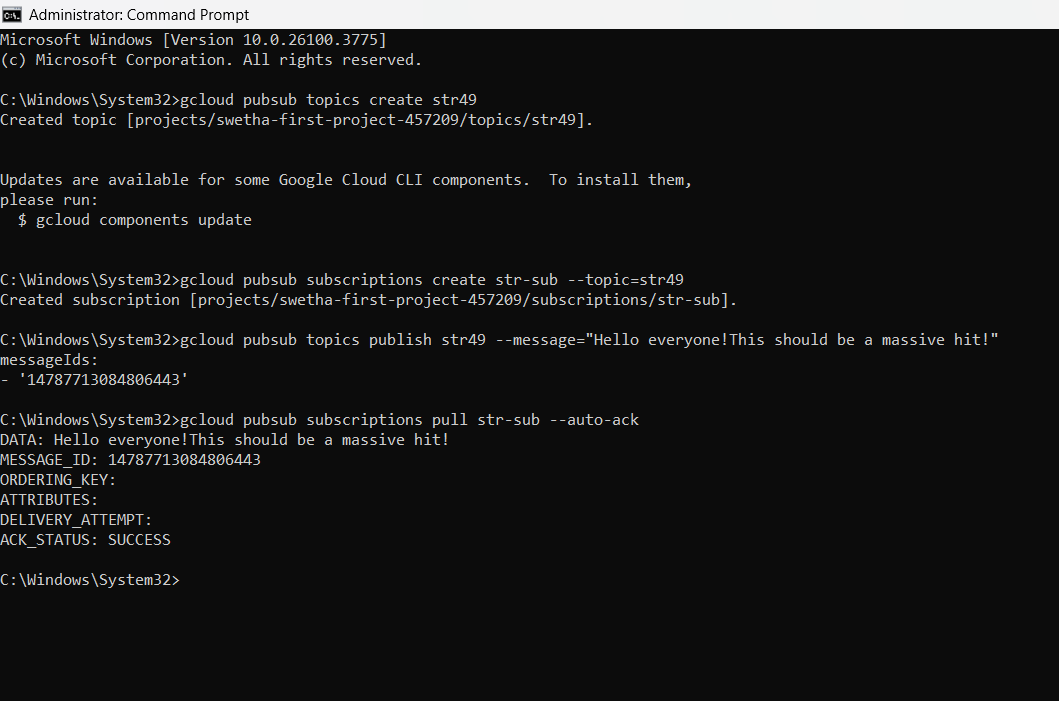 Administrator: Command Prompt
Microsoft Windows [Version 10.0.26100.3775]
(c) Microsoft Corporation. All rights reserved.
C:\Windows\System32>gcloud pubsub topics create str49
Created topic [projects/swetha-first-project-457209/topics/str49].
Updates are available for some Google Cloud CLI components.  To install them,
please run:
  $ gcloud components update
C:\Windows\System32>gcloud pubsub subscriptions create str-sub --topic=str49
Created subscription [projects/swetha-first-project-457209/subscriptions/str-sub].
C:\Windows\System32>gcloud pubsub topics publish str49 --message="Hello everyone!This should be a massive hit!"
messageIds:
- '14787713084806443'
C:\Windows\System32>gcloud pubsub subscriptions pull str-sub --auto-ack
DATA: Hello everyone!This should be a massive hit!
MESSAGE_ID: 14787713084806443
ORDERING_KEY:
ATTRIBUTES:
DELIVERY_ATTEMPT:
ACK_STATUS: SUCCESS
C:\Windows\System32>